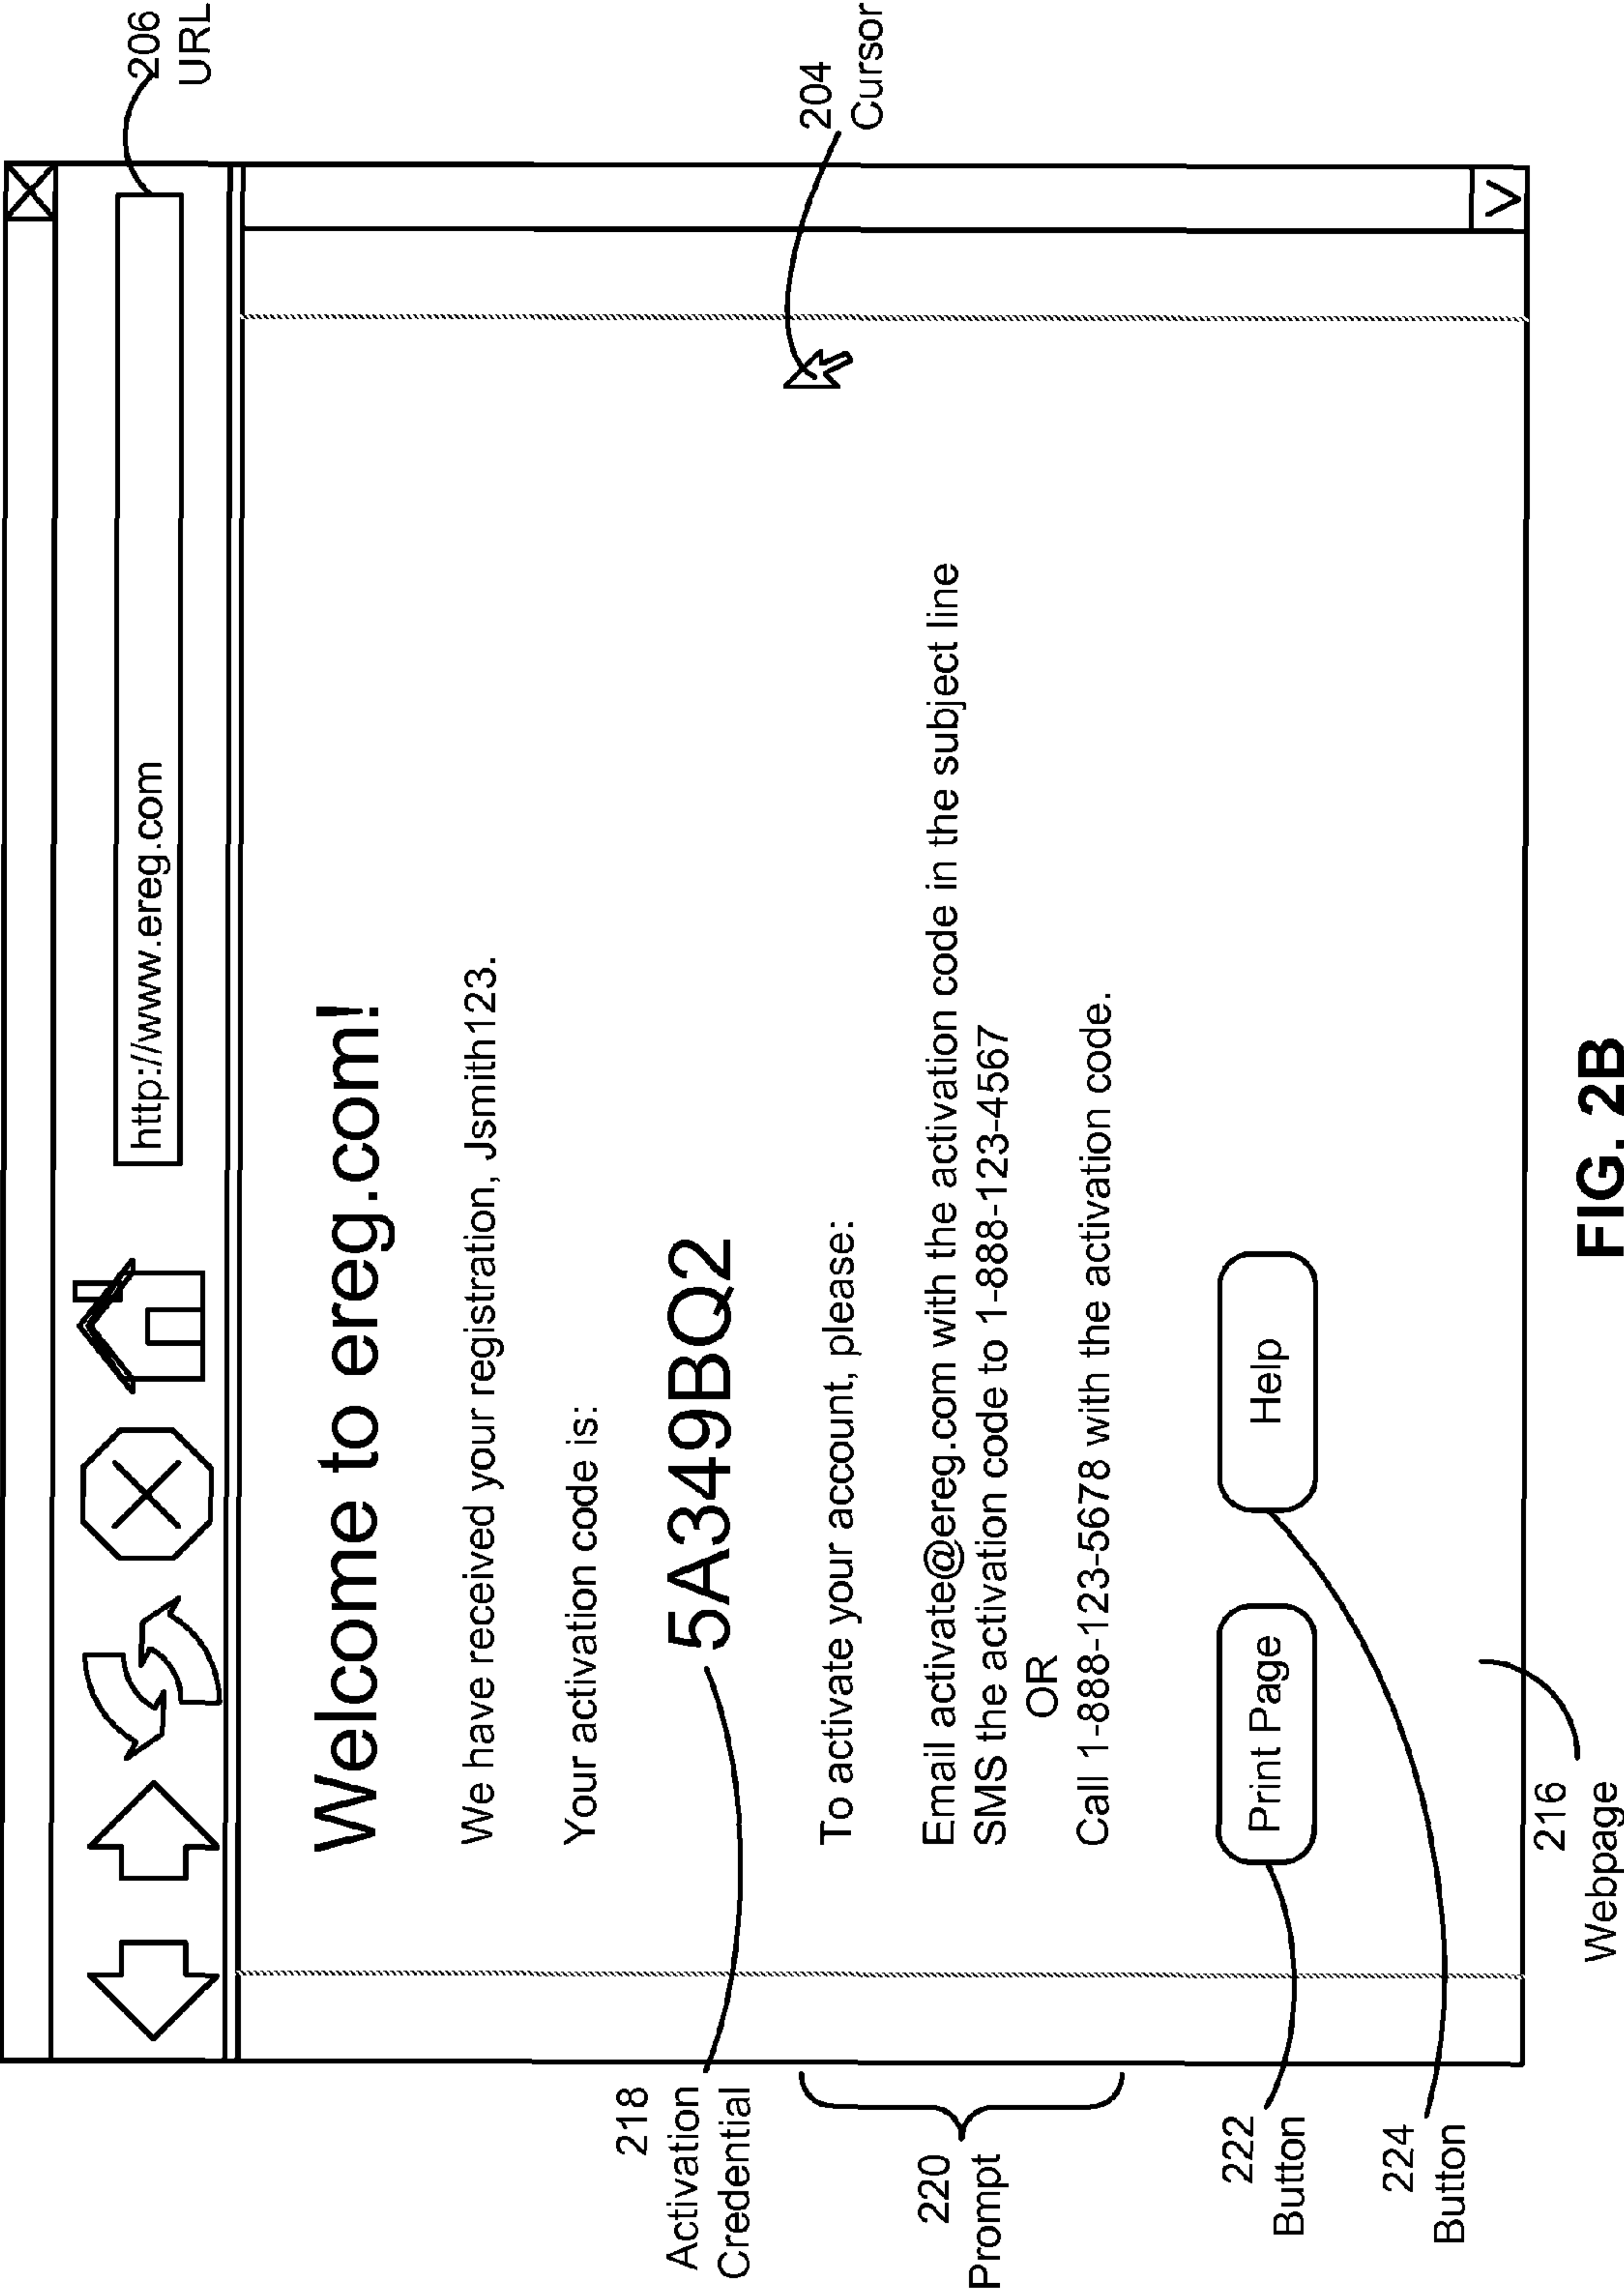 206
URL
http://www.ereg.com
Welcome to ereg.com!
We have received your registration, Jsmith123.
Your activation code is:
218
Activation
Credential
5A349BQ2
204
Cursor
220
Prompt
To activate your account, please:
Email activate@ereg.com with the activation code in the subject line
SMS the activation code to 1-888-123-4567
OR
Call 1-888-123-5678 with the activation code.
222
Button
Print Page
Help
224
Button
216
Webpage
FIG. 2B